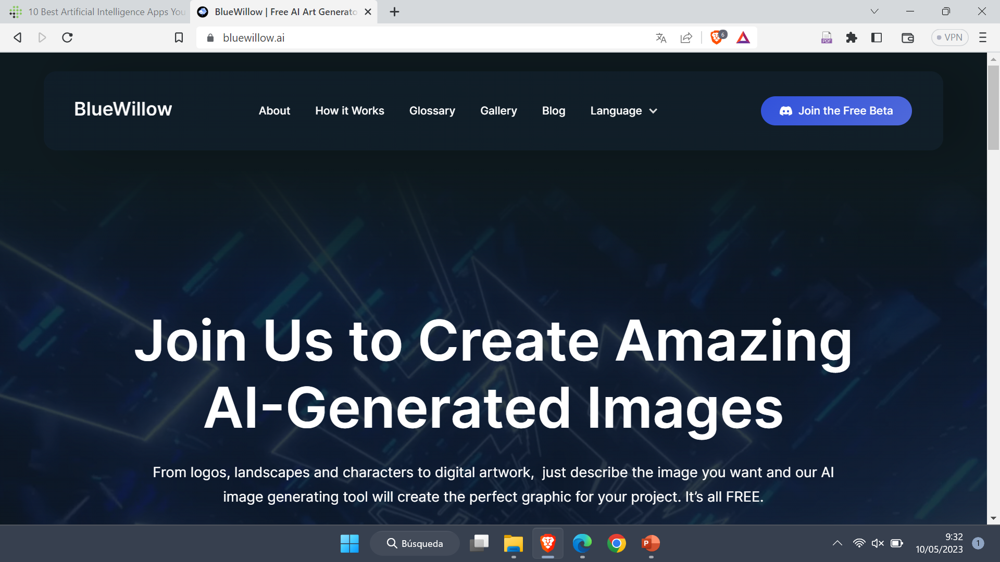 10 Best Artificial Intelligence Apps You
BlueWillow | Free AI Art Generato
bluewillow.ai
6
PDF
VPN
BlueWillow
About
How it Works
Glossary
Gallery
Blog
Language
Join the Free Beta
Join Us to Create Amazing
AI-Generated Images
From logos, landscapes and characters to digital artwork, just describe the image you want and our AI
image generating tool will create the perfect graphic for your project. It’s all FREE.
Búsqueda
P
9:32
10/05/2023
1